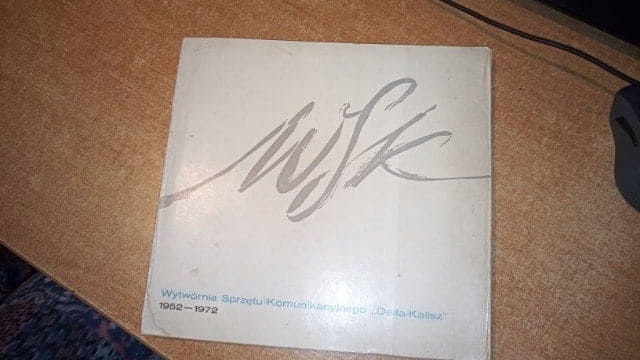 WSK
Wytwórnia Sprzętu Komunikacyjnego „Delta-Kalisz”
1952—1972